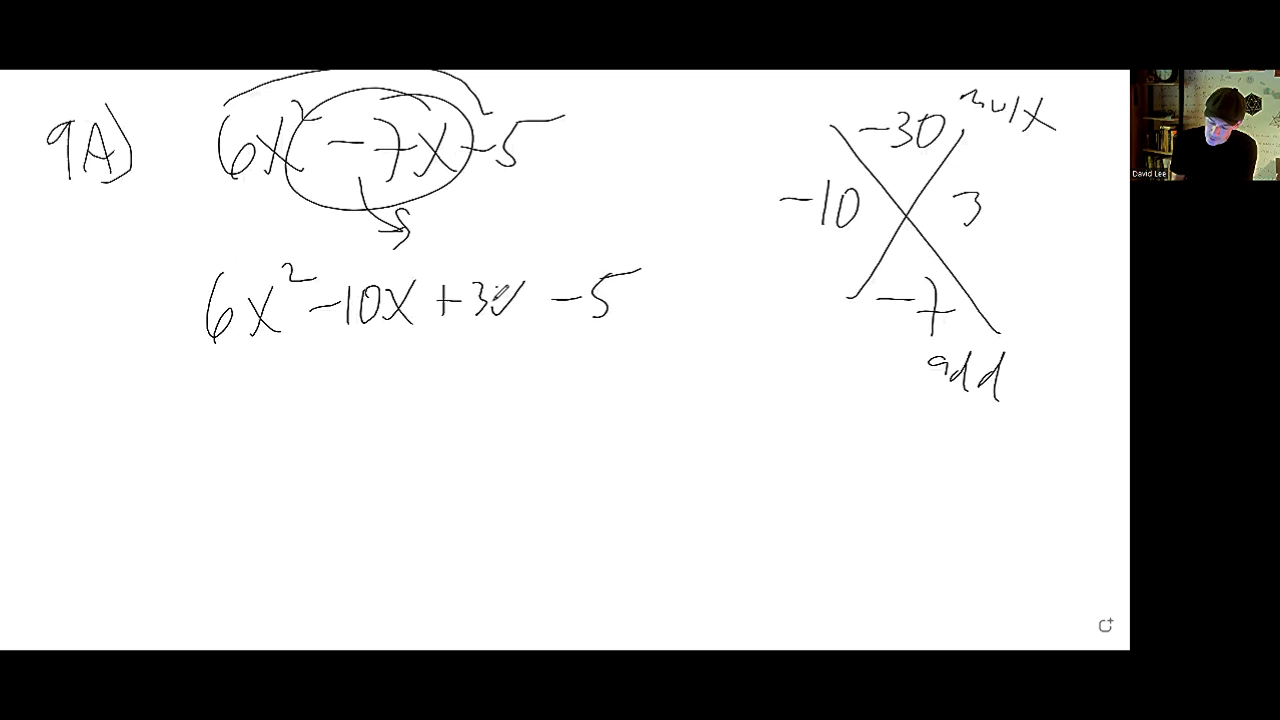 9A) 6x² -7x -5
-30 mult
-10 3
-7
add
6x² -10x +3x -5
David Lee